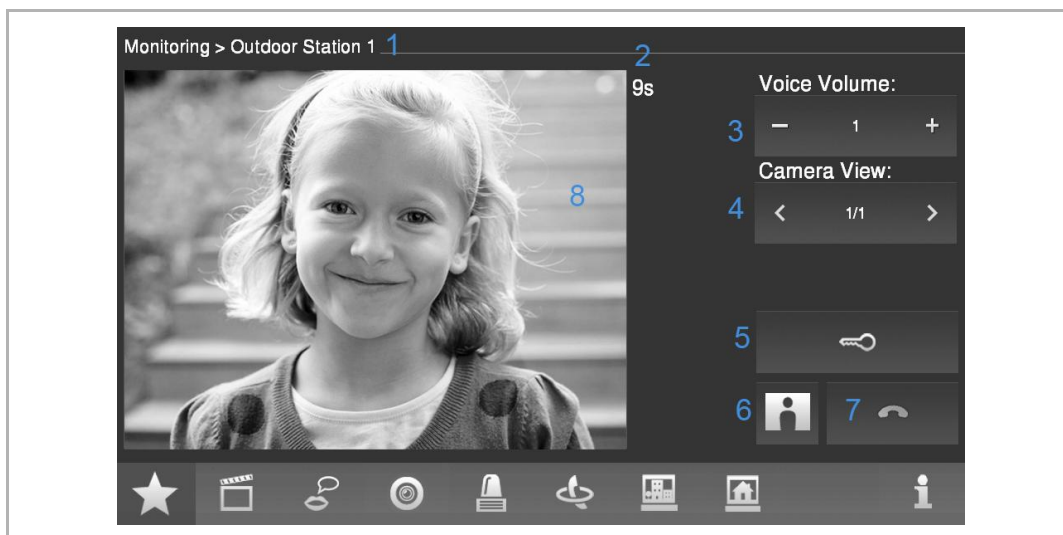 Monitoring > Outdoor Station 1 1
2
9s
Voice Volume:
3 − 1 +
Camera View:
8
4 < 1/1 >
5
6
7